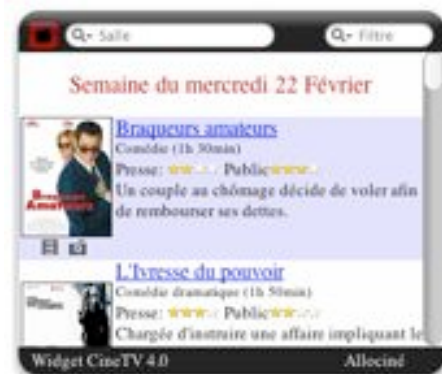 Salle
Filtre
Semaine du mercredi 22 Février
Braqueurs amateurs
Comédie (1h 30min)
Presse: Public
Un couple au chômage décide de voler afin
de rembourser ses dettes.
Braqueurs
Amateurs
L'Ivresse du pouvoir
Comédie dramatique (1h 50min)
Presse: Public
Chargée d'instruire une affaire impliquant le
Widget CineTV 4.0
Allociné